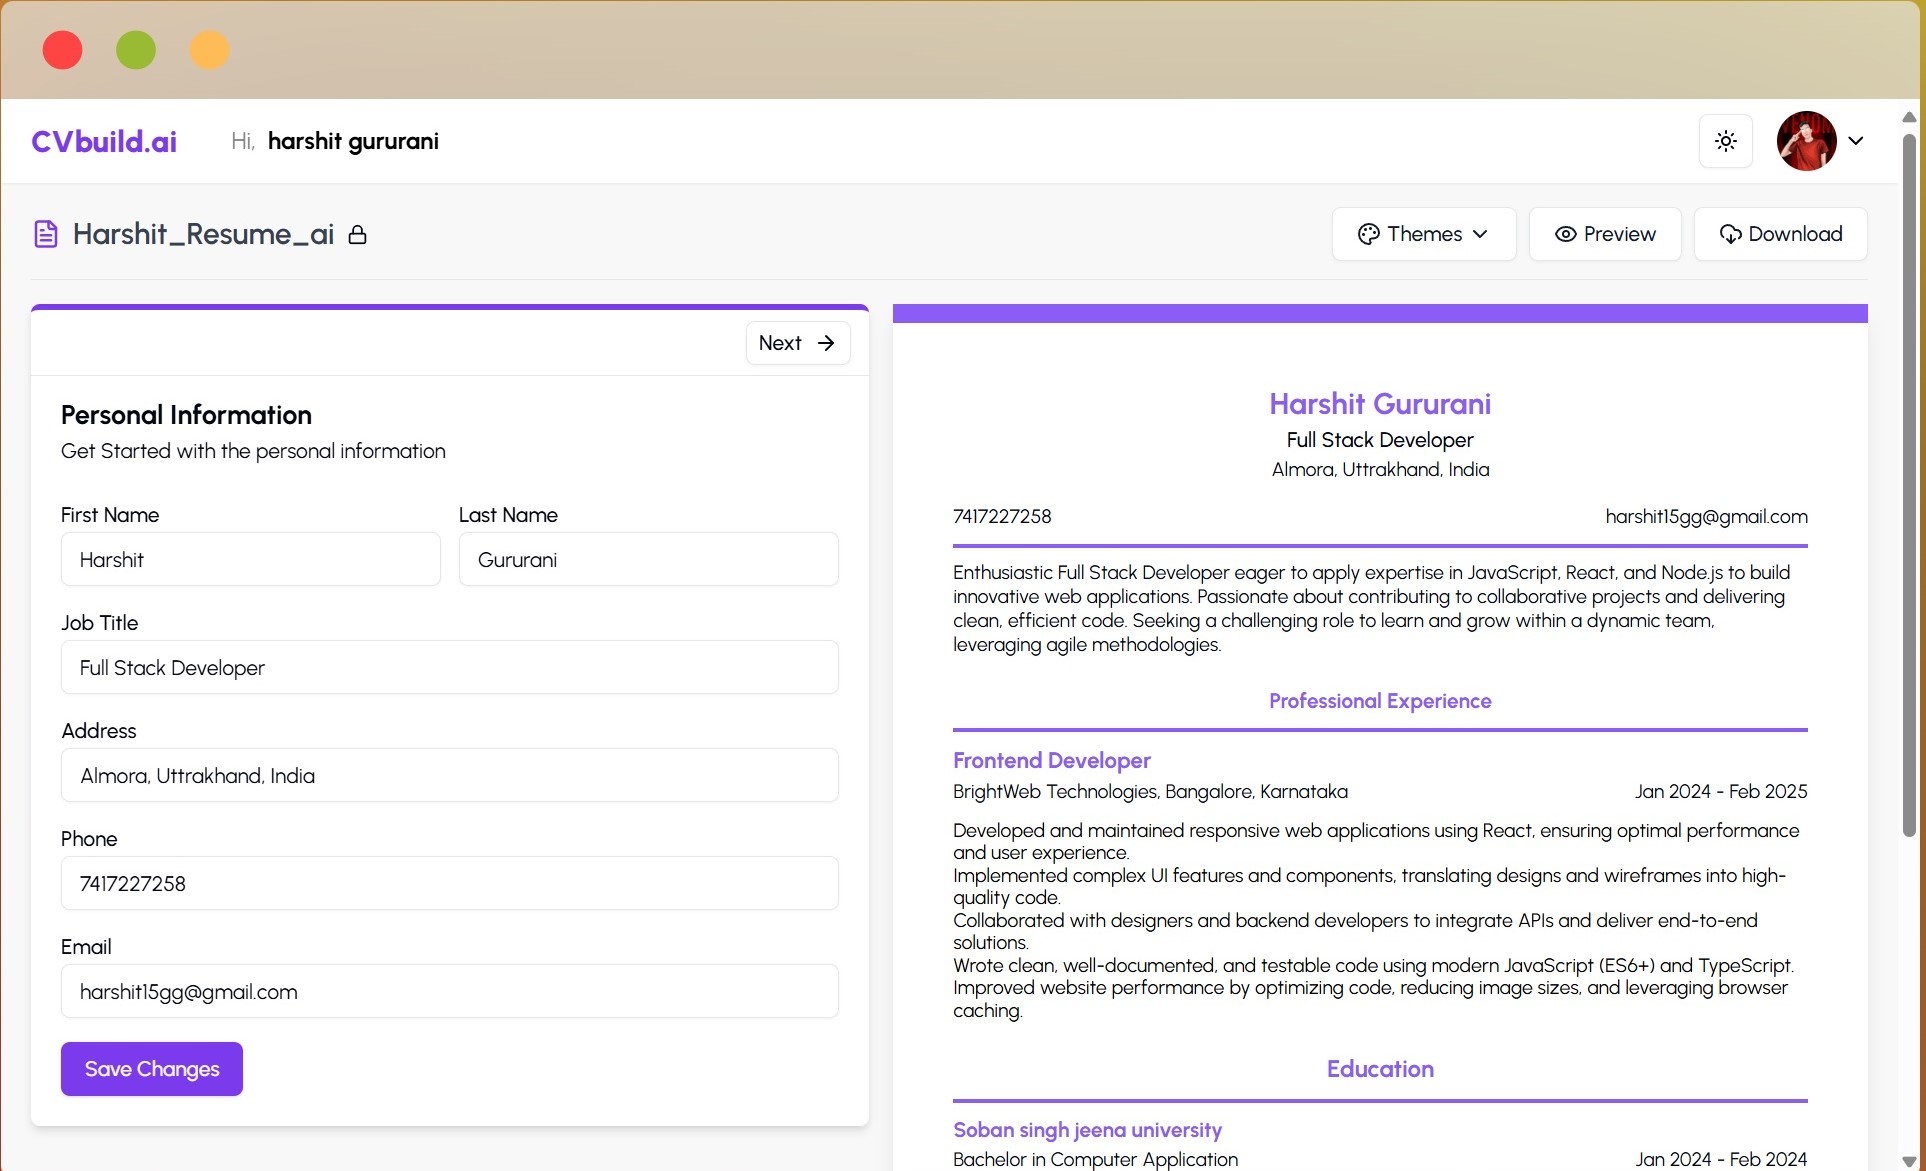 CVbuild.ai
Hi, harshit gururani
Harshit_Resume_ai
Themes
Preview
Download
Next
Personal Information
Get Started with the personal information
First Name
Last Name
Harshit
Gururani
Job Title
Full Stack Developer
Address
Almora, Uttrakhand, India
Phone
7417227258
Email
harshit15gg@gmail.com
Save Changes
Harshit Gururani
Full Stack Developer
Almora, Uttrakhand, India
7417227258
harshit15gg@gmail.com
Enthusiastic Full Stack Developer eager to apply expertise in JavaScript, React, and Node.js to build
innovative web applications. Passionate about contributing to collaborative projects and delivering
clean, efficient code. Seeking a challenging role to learn and grow within a dynamic team,
leveraging agile methodologies.
Professional Experience
Frontend Developer
BrightWeb Technologies, Bangalore, Karnataka
Jan 2024 - Feb 2025
Developed and maintained responsive web applications using React, ensuring optimal performance
and user experience.
Implemented complex UI features and components, translating designs and wireframes into high-
quality code.
Collaborated with designers and backend developers to integrate APIs and deliver end-to-end
solutions.
Wrote clean, well-documented, and testable code using modern JavaScript (ES6+) and TypeScript.
Improved website performance by optimizing code, reducing image sizes, and leveraging browser
caching.
Education
Soban singh jeena university
Bachelor in Computer Application
Jan 2024 - Feb 2024